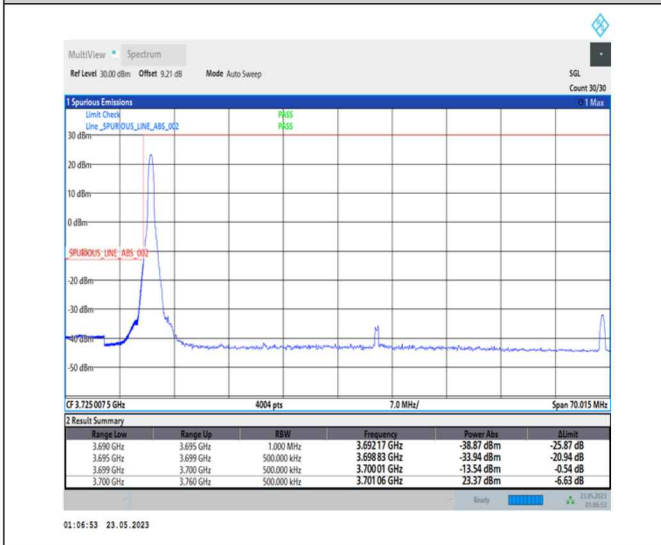 MultiView Spectrum
Ref Level 30.00 dBm Offset 9.21 dB Mode Auto Sweep SGL
Count 30/30
1 Spurious Emissions 1 Max
Limit Check PASS
Line _SPURIOUS_LINE_ABS_002 PASS
30 dBm
20 dBm
10 dBm
0 dBm
_SPURIOUS_LINE_ABS_002
-20 dBm
-30 dBm
-40 dBm
-50 dBm
CF 3.725 007 5 GHz 4004 pts 7.0 MHz/ Span 70.015 MHz
2 Result Summary
Range Low Range Up RBW Frequency Power Abs ΔLimit
3.690 GHz 3.695 GHz 1.000 MHz 3.692 17 GHz -38.87 dBm -25.87 dB
3.695 GHz 3.699 GHz 500.000 kHz 3.698 83 GHz -33.94 dBm -20.94 dB
3.699 GHz 3.700 GHz 500.000 kHz 3.700 01 GHz -13.54 dBm -0.54 dB
3.700 GHz 3.760 GHz 500.000 kHz 3.701 06 GHz 23.37 dBm -6.63 dB
Ready 23.05.2023
01:06:53
01:06:53 23.05.2023